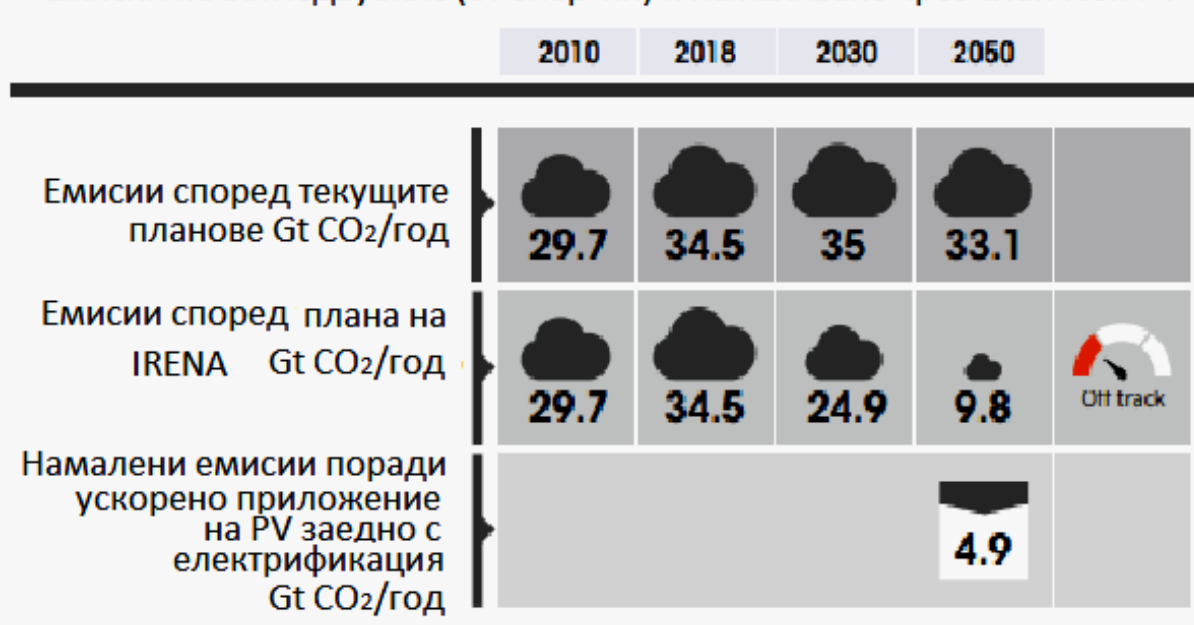 2010 2018 2030 2050
Емисии според текущите
планове Gt CO2/год
29.7 34.5 35 33.1
Емисии според плана на
IRENA Gt CO2/год
29.7 34.5 24.9 9.8
Off track
Намалени емисии поради
ускорено приложение
на PV заедно с
електрификация
Gt CO2/год
4.9